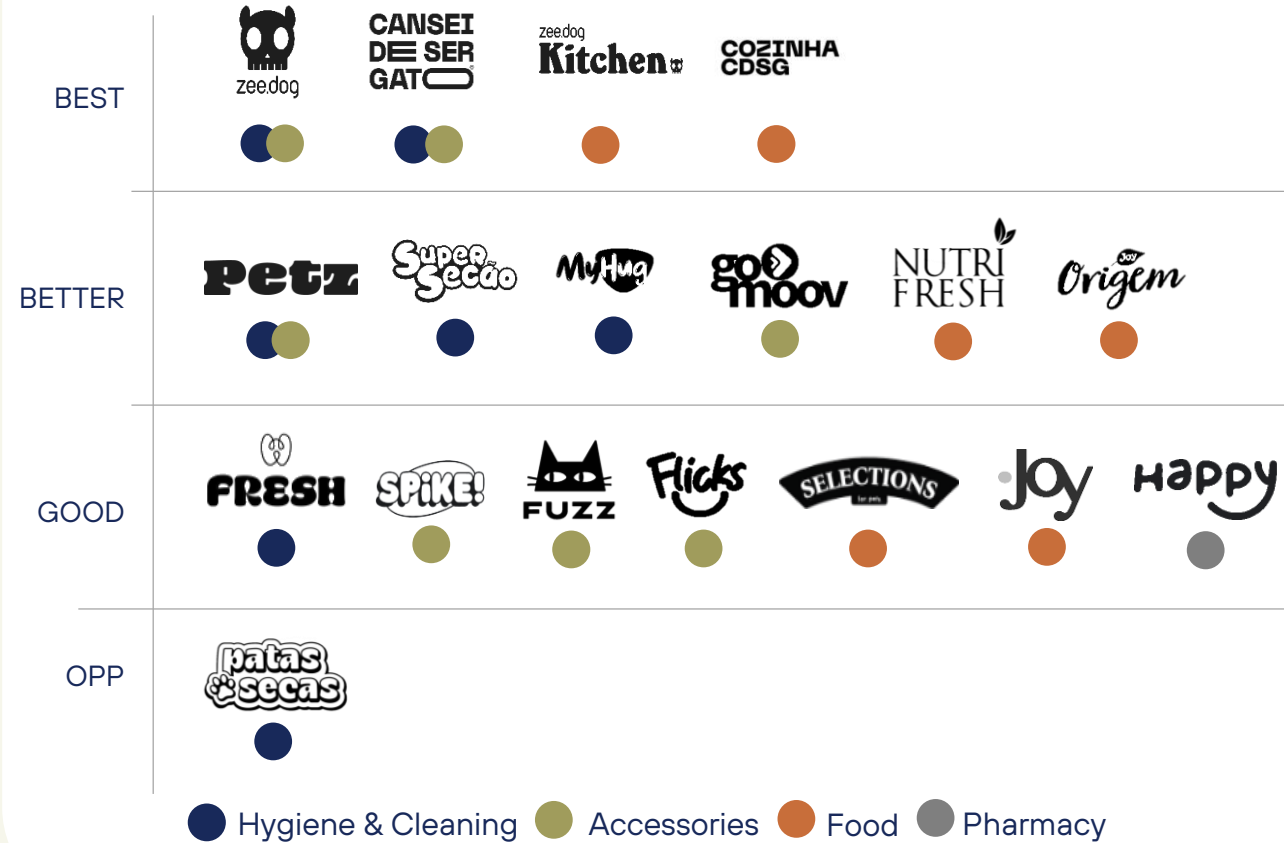 BEST
zee.dog
CANSEI
DE SER
GATO
zee.dog
Kitchen
COZINHA
CDSG
BETTER
Petz
Super
Secão
MyHug
go
moov
NUTRI
FRESH
Joy
Origem
GOOD
FRESH
SPiKE!
FUZZ
Flicks
SELECTIONS
for pets
Joy
Happy
OPP
patas
secas
Hygiene & Cleaning
Accessories
Food
Pharmacy